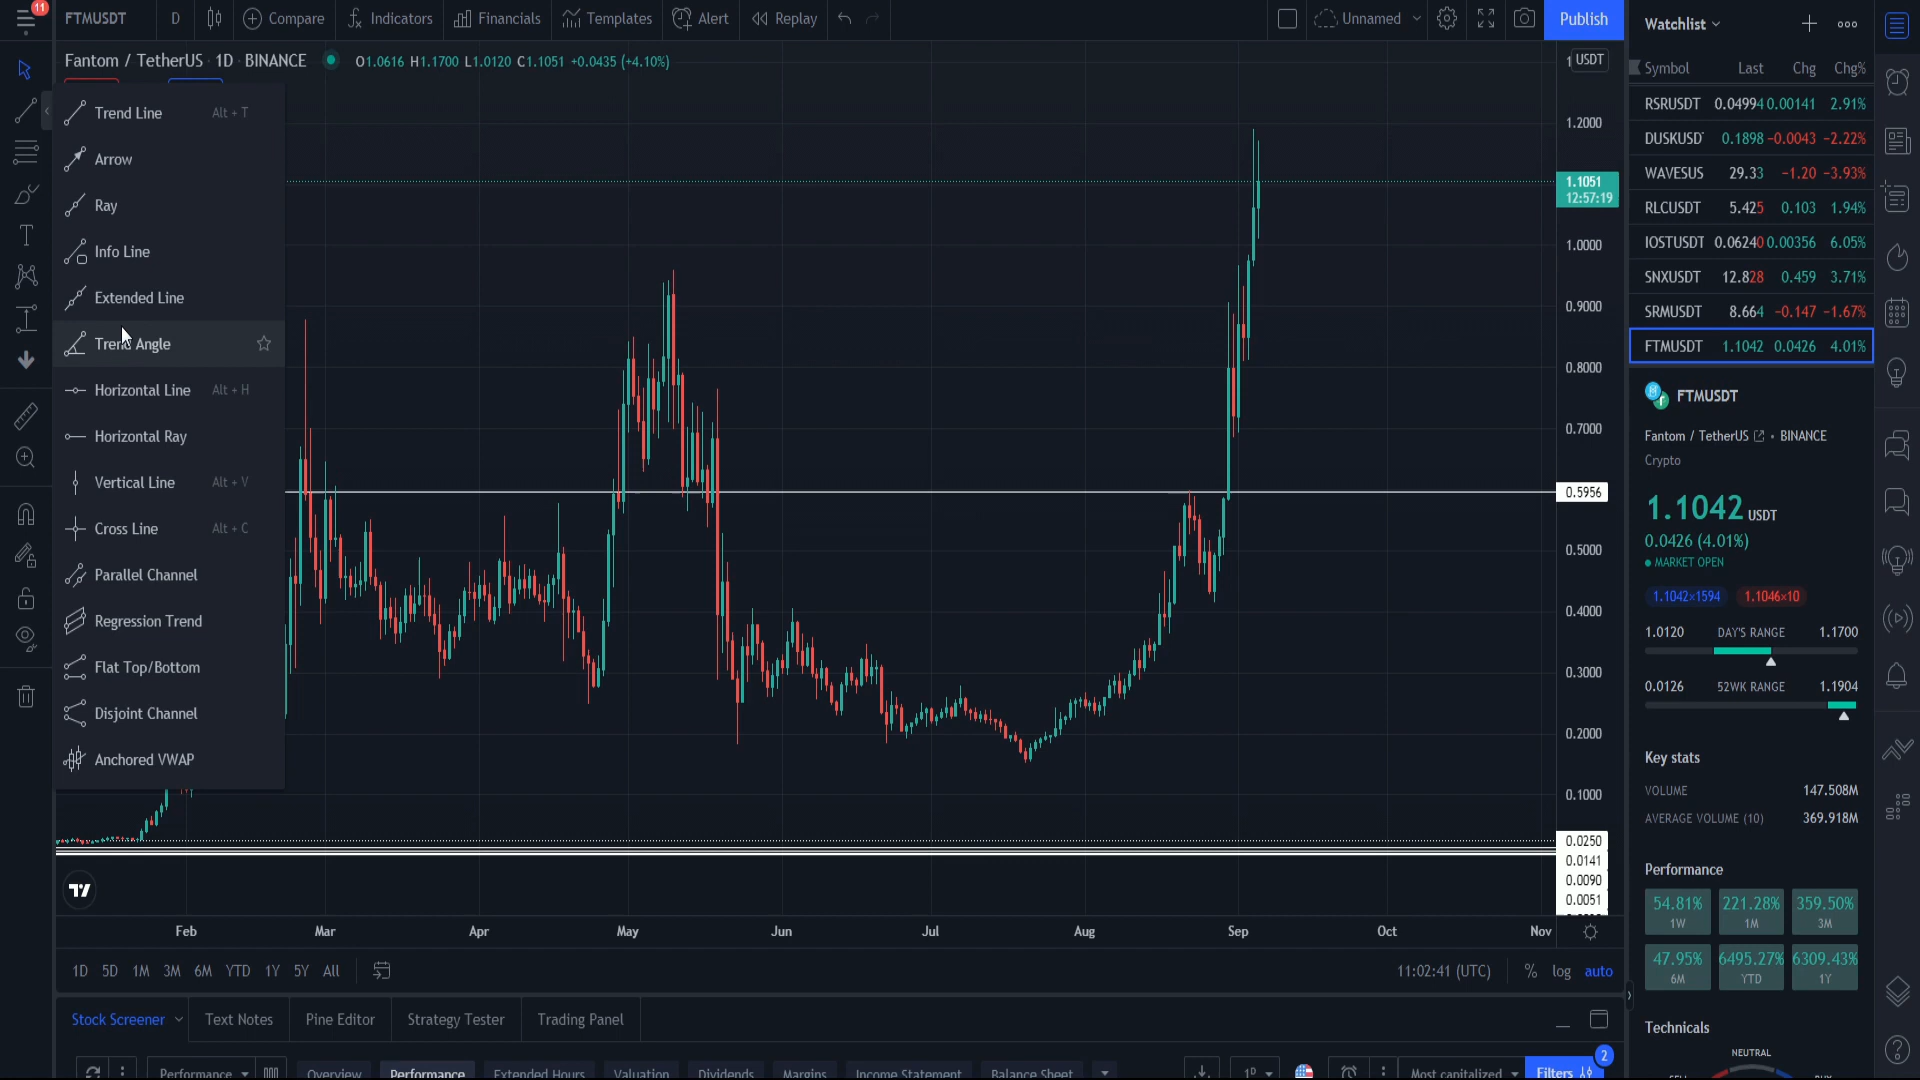 11
FTMUSDT D Compare Indicators Financials Templates Alert Replay Unnamed Publish
Fantom / TetherUS · 1D · BINANCE O1.0616 H1.1700 L1.0120 C1.1051 +0.0435 (+4.10%)
USDT
Trend Line Alt + T
Arrow
Ray
Info Line
Extended Line
Trend Angle
Horizontal Line Alt + H
Horizontal Ray
Vertical Line Alt + V
Cross Line Alt + C
Parallel Channel
Regression Trend
Flat Top/Bottom
Disjoint Channel
Anchored VWAP
1.2000
1.1051
12:57:19
1.0000
0.9000
0.8000
0.7000
0.5956
0.5000
0.4000
0.3000
0.2000
0.1000
0.0250
0.0141
0.0090
0.0051
Feb Mar Apr May Jun Jul Aug Sep Oct Nov
1D 5D 1M 3M 6M YTD 1Y 5Y All 11:02:41 (UTC) % log auto
Stock Screener Text Notes Pine Editor Strategy Tester Trading Panel
Performance Overview Performance Extended Hours Valuation Dividends Margins Income Statement Balance Sheet 1D Most capitalized Filters 2
Watchlist
Symbol Last Chg Chg%
RSRUSDT 0.04994 0.00141 2.91%
DUSKUSD 0.1898 −0.0043 −2.22%
WAVESUS 29.33 −1.20 −3.93%
RLCUSDT 5.425 0.103 1.94%
IOSTUSDT 0.06240 0.00356 6.05%
SNXUSDT 12.828 0.459 3.71%
SRMUSDT 8.664 −0.147 −1.67%
FTMUSDT 1.1042 0.0426 4.01%
FTMUSDT
Fantom / TetherUS • BINANCE
Crypto
1.1042 USDT
0.0426 (4.01%)
MARKET OPEN
1.1042×1594 1.1046×10
1.0120 DAY'S RANGE 1.1700
0.0126 52WK RANGE 1.1904
Key stats
VOLUME 147.508M
AVERAGE VOLUME (10) 369.918M
Performance
54.81% 221.28% 359.50%
1W 1M 3M
47.95% 6495.27% 6309.43%
6M YTD 1Y
Technicals
NEUTRAL
SELL BUY